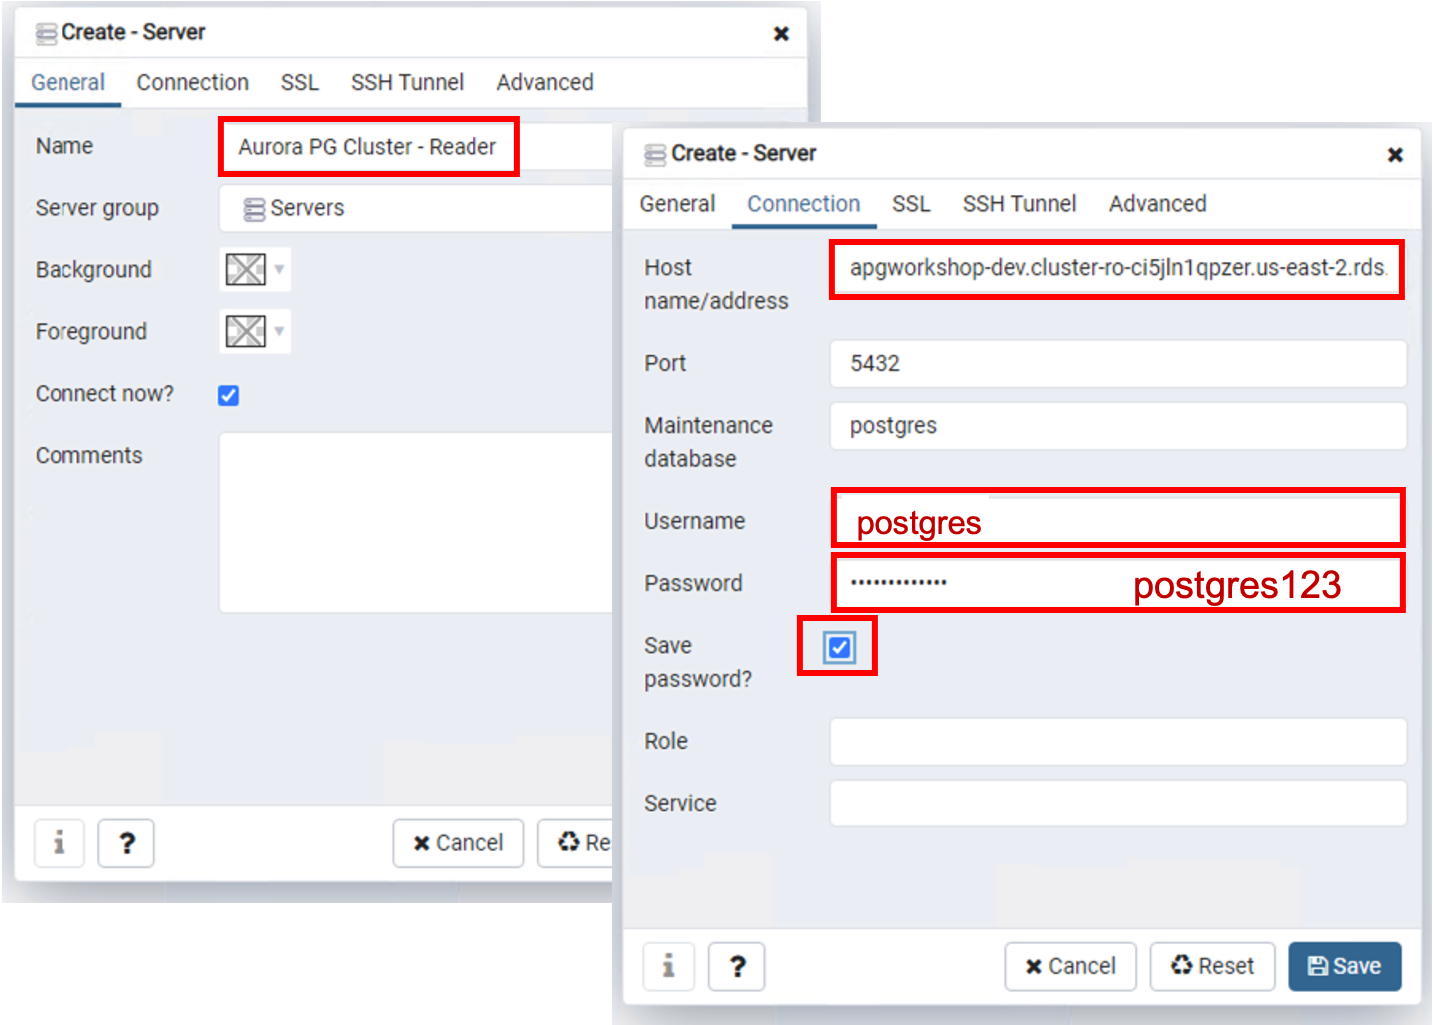 Create - Server
General Connection SSL SSH Tunnel Advanced
Name Aurora PG Cluster - Reader
Server group Servers
Background
Foreground
Connect now?
Comments
i ? Cancel Re
Create - Server
General Connection SSL SSH Tunnel Advanced
Host
name/address
apgworkshop-dev.cluster-ro-ci5jln1qpzer.us-east-2.rds.
Port 5432
Maintenance
database
postgres
Username postgres
Password ············· postgres123
Save
password?
Role
Service
i ? Cancel Reset Save